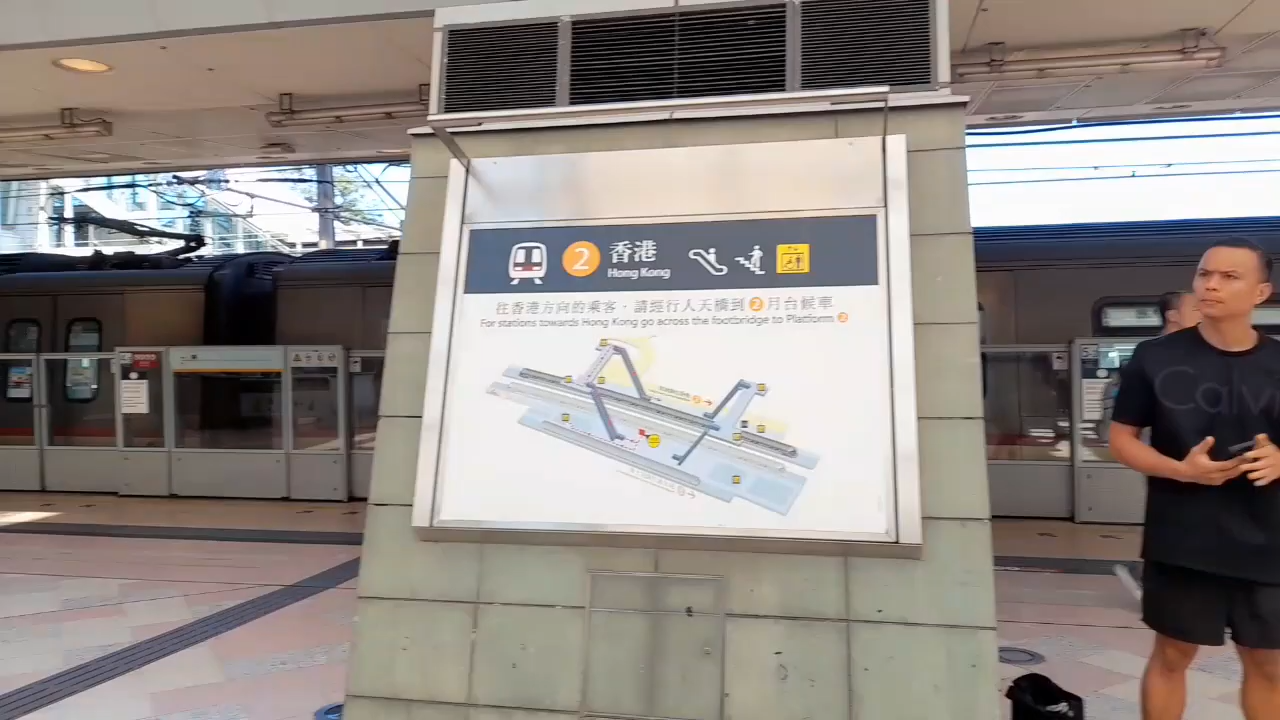 2 香港
Hong Kong
往香港方向的乘客，請經行人天橋到 2 月台候車
For stations towards Hong Kong go across the footbridge to Platform 2
Calv